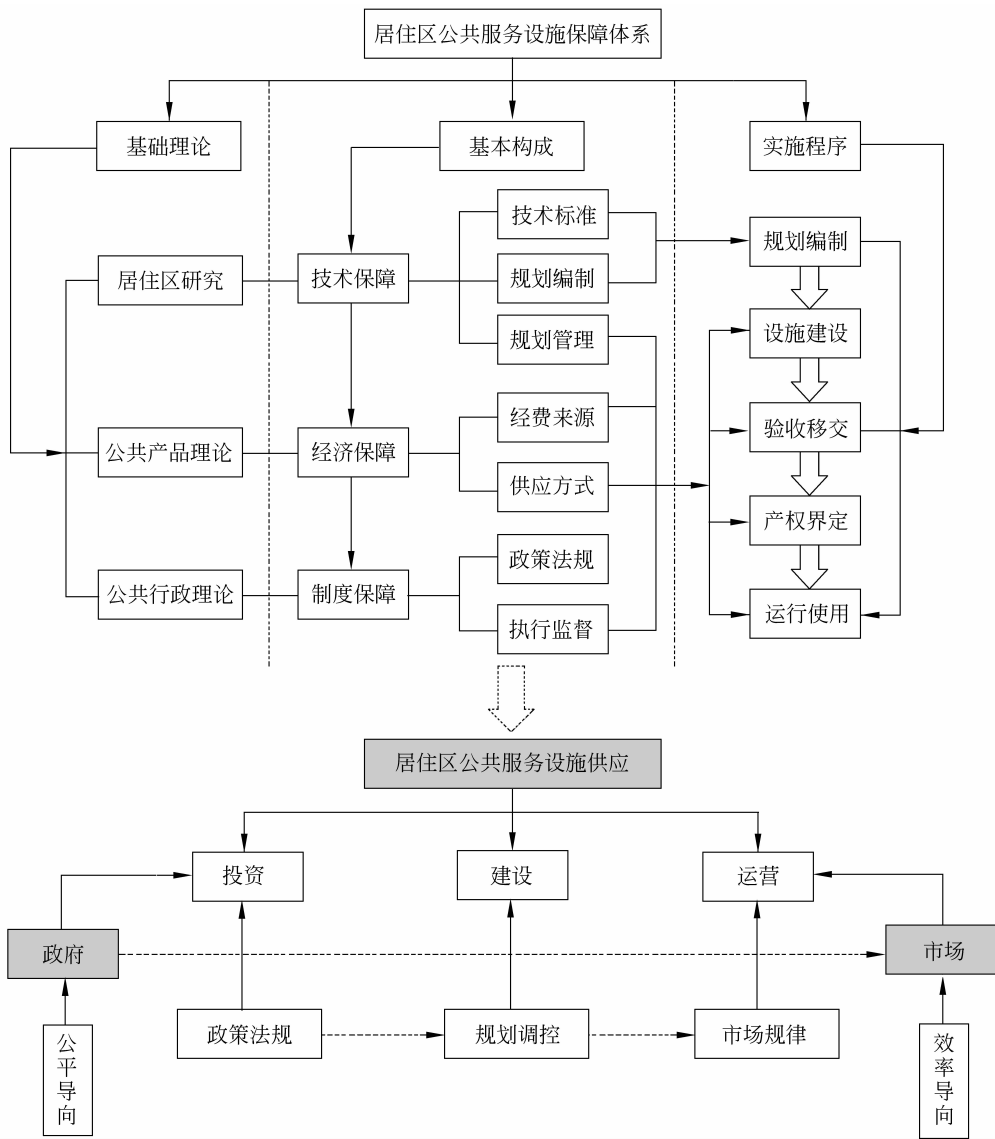 居住区公共服务设施保障体系
基础理论
基本构成
实施程序
技术标准
规划编制
居住区研究
技术保障
规划编制
规划管理
设施建设
经费来源
公共产品理论
经济保障
验收移交
供应方式
产权界定
政策法规
公共行政理论
制度保障
运行使用
执行监督
居住区公共服务设施供应
投资
建设
运营
政府
市场
政策法规
规划调控
市场规律
公平导向
效率导向